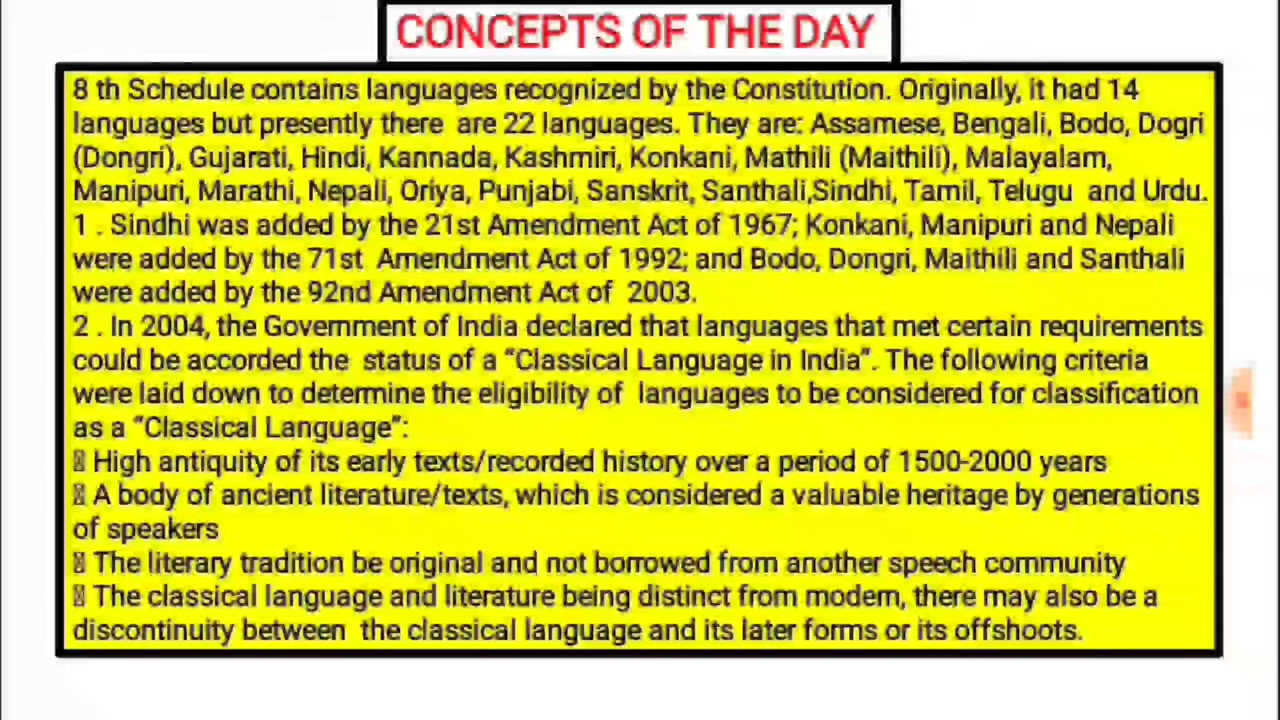 CONCEPTS OF THE DAY
8 th Schedule contains languages recognized by the Constitution. Originally, it had 14
languages but presently there are 22 languages. They are: Assamese, Bengali, Bodo, Dogri
(Dongri), Gujarati, Hindi, Kannada, Kashmiri, Konkani, Mathili (Maithili), Malayalam,
Manipuri, Marathi, Nepali, Oriya, Punjabi, Sanskrit, Santhali,Sindhi, Tamil, Telugu and Urdu.
1 . Sindhi was added by the 21st Amendment Act of 1967; Konkani, Manipuri and Nepali
were added by the 71st Amendment Act of 1992; and Bodo, Dongri, Maithili and Santhali
were added by the 92nd Amendment Act of 2003.
2 . In 2004, the Government of India declared that languages that met certain requirements
could be accorded the status of a “Classical Language in India”. The following criteria
were laid down to determine the eligibility of languages to be considered for classification
as a “Classical Language”:
High antiquity of its early texts/recorded history over a period of 1500-2000 years
A body of ancient literature/texts, which is considered a valuable heritage by generations
of speakers
The literary tradition be original and not borrowed from another speech community
The classical language and literature being distinct from modern, there may also be a
discontinuity between the classical language and its later forms or its offshoots.